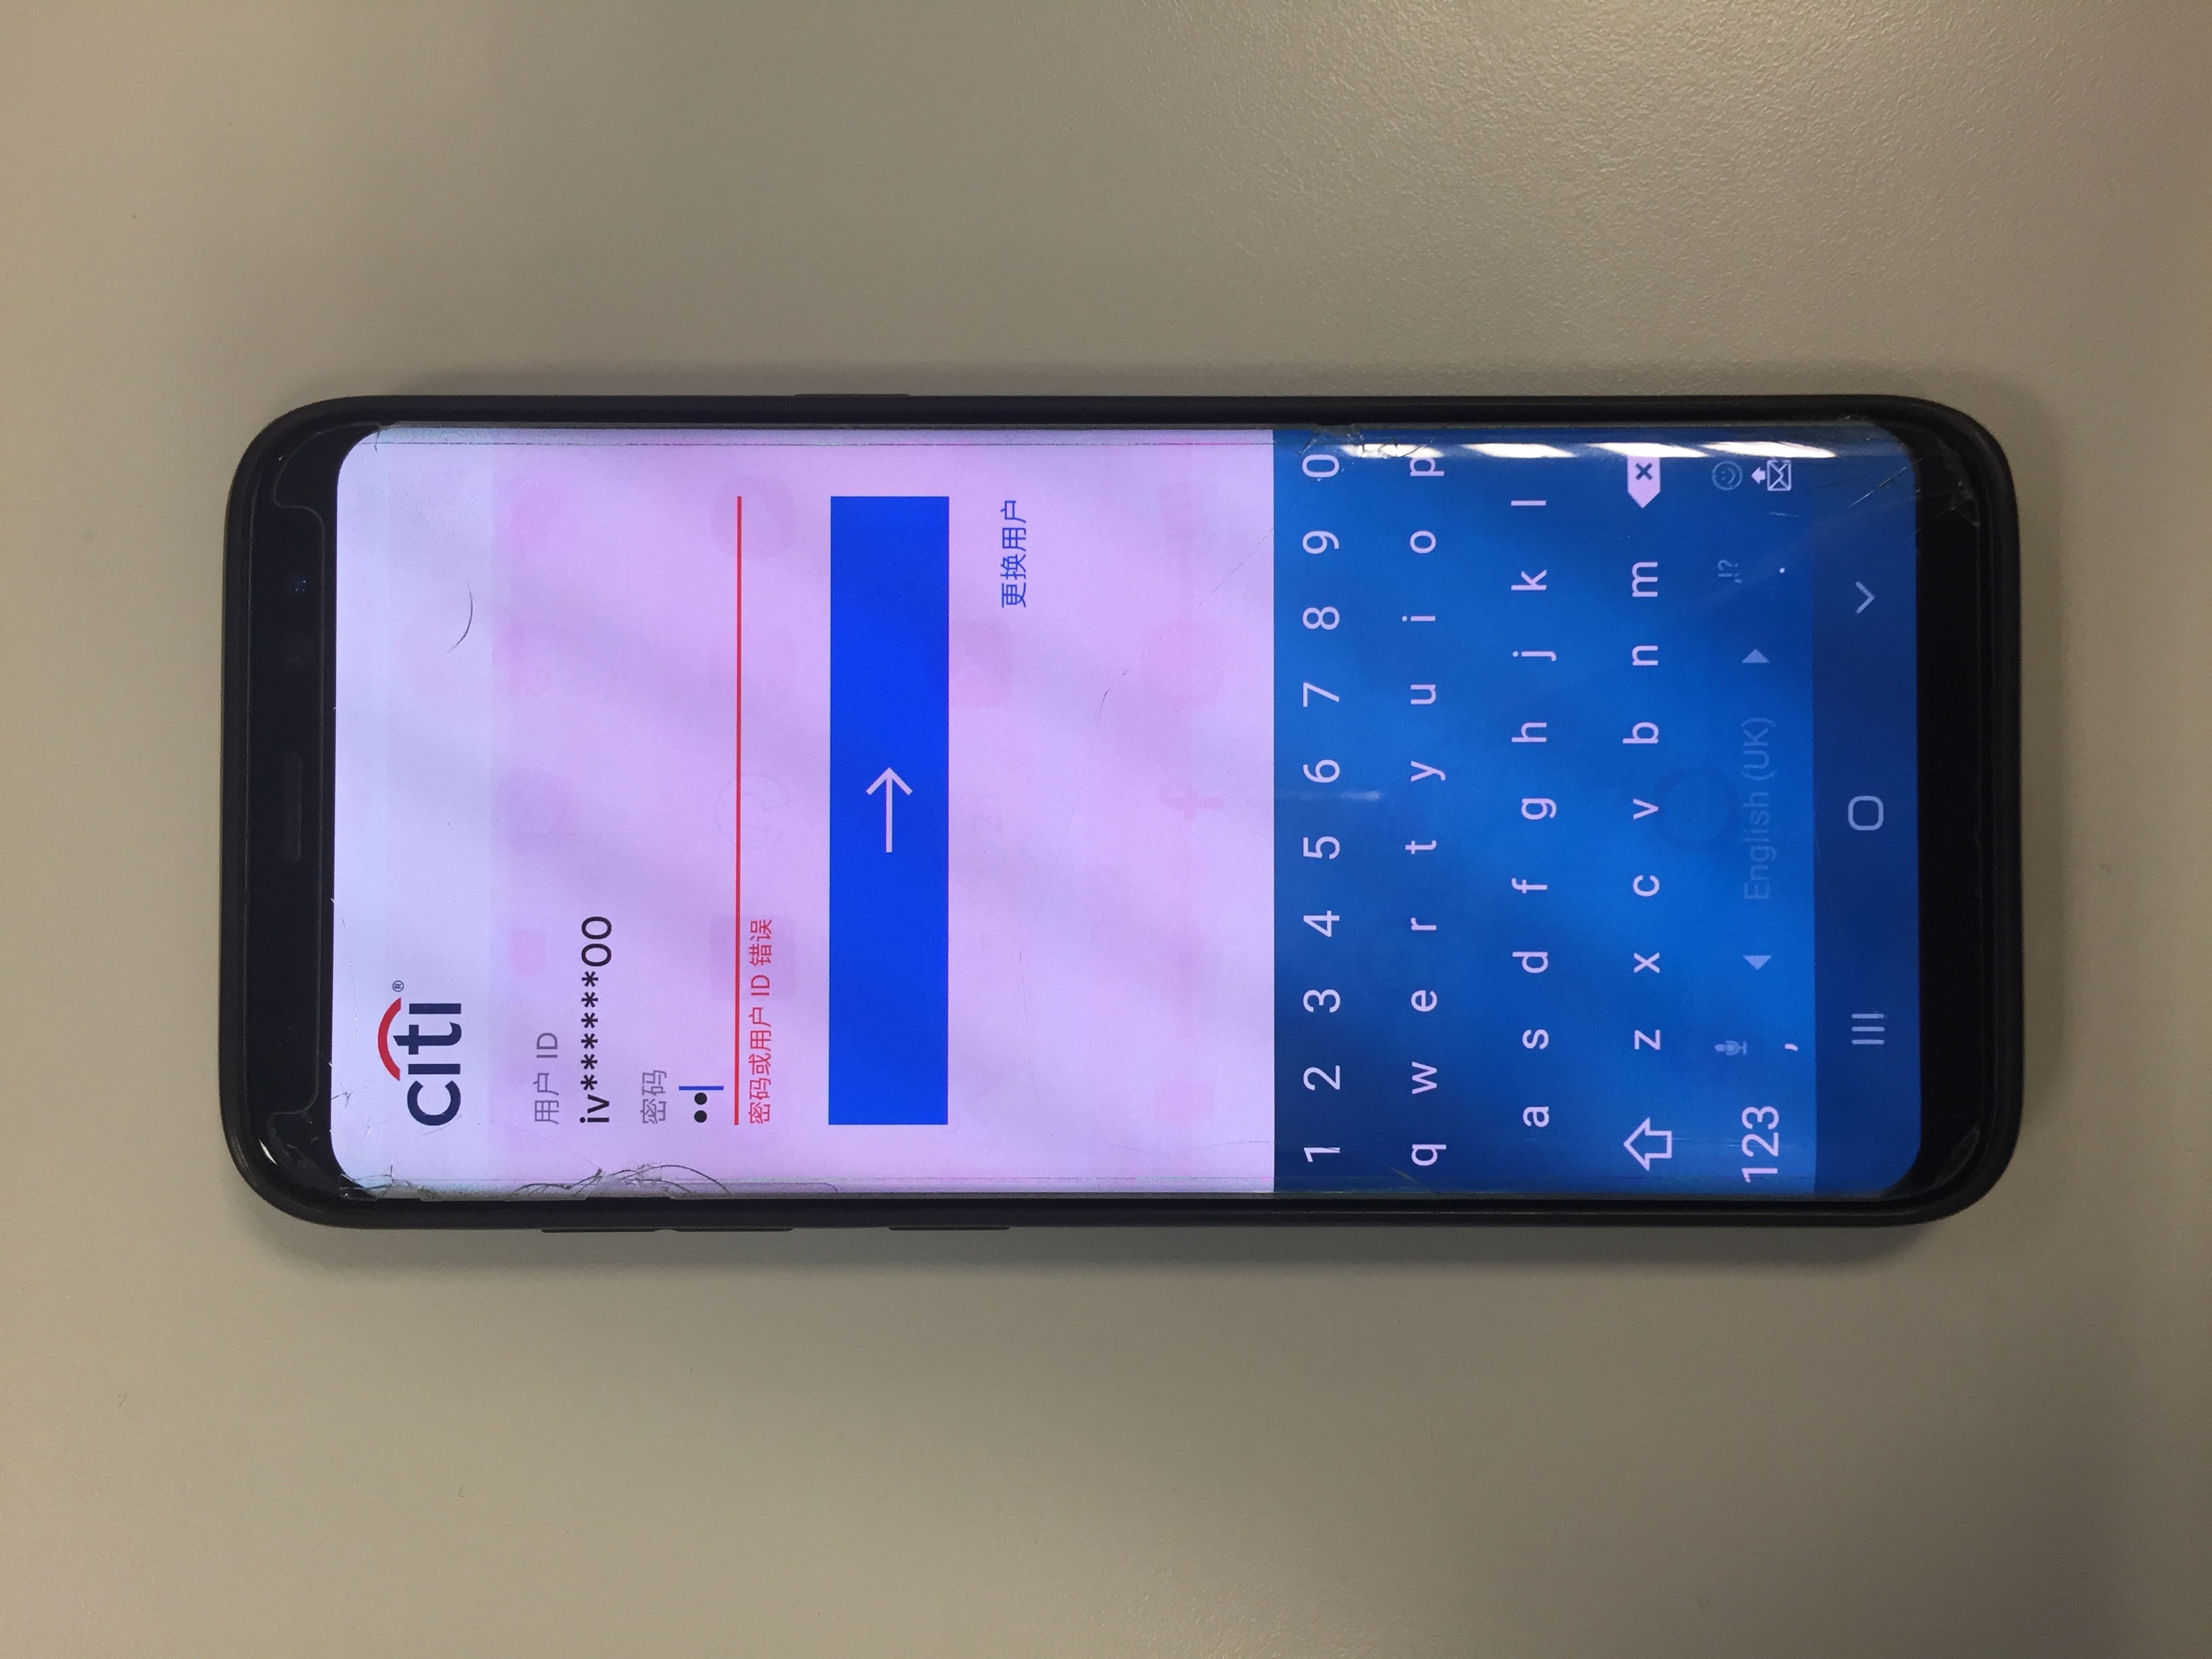 citi®
用户 ID
iv******00
密码
••
密码或用户 ID 错误
更换用户
1 2 3 4 5 6 7 8 9 0
q w e r t y u i o p
a s d f g h j k l
z x c v b n m
,!?
123 , English (UK) .